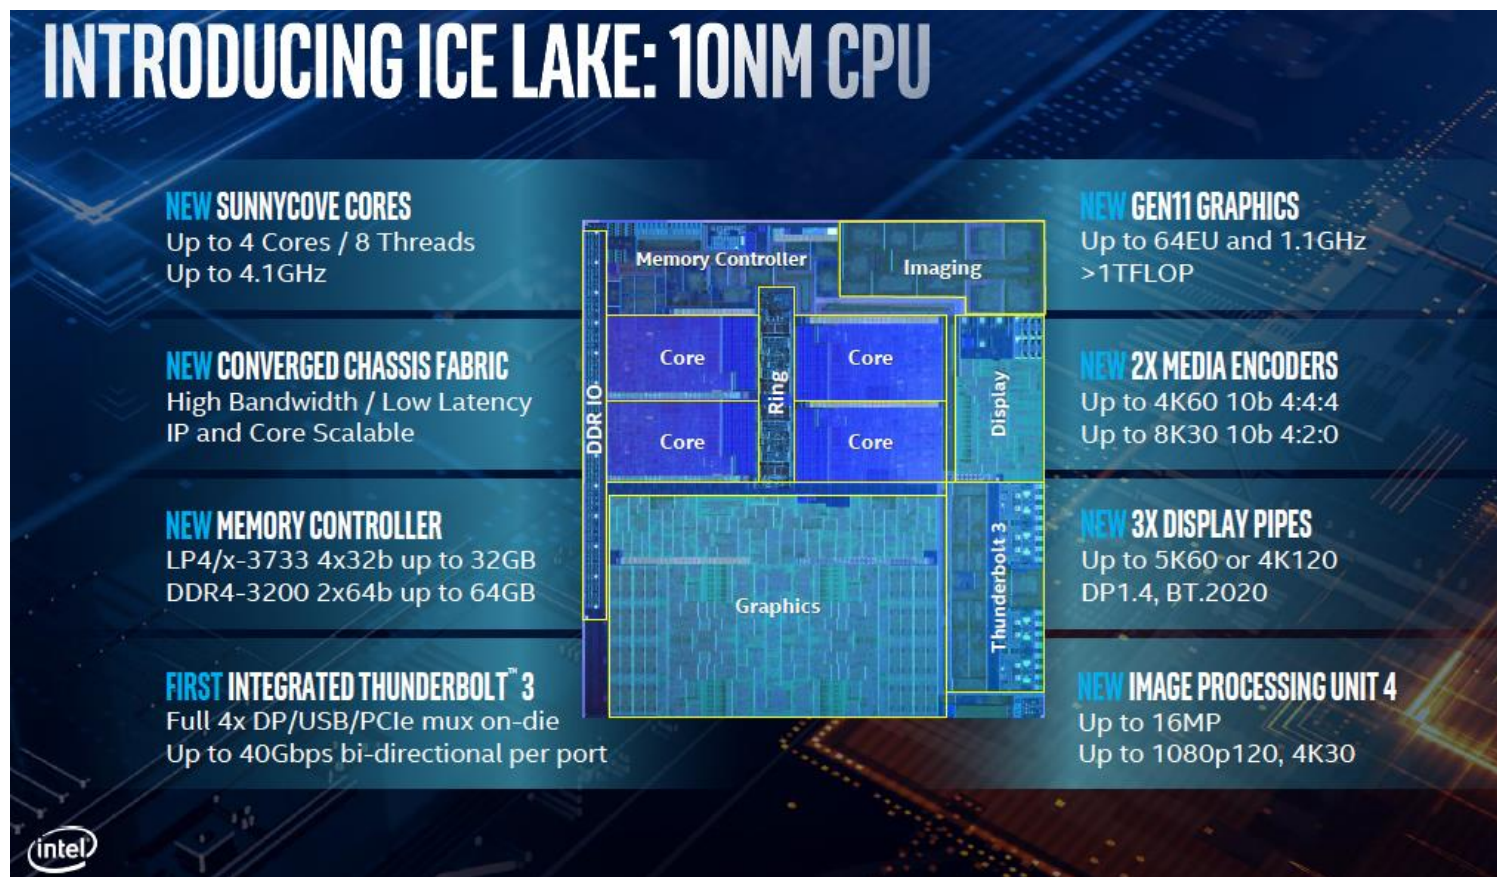 INTRODUCING ICE LAKE: 10NM CPU
NEW SUNNYCOVE CORES
Up to 4 Cores / 8 Threads
Up to 4.1GHz
NEW CONVERGED CHASSIS FABRIC
High Bandwidth / Low Latency
IP and Core Scalable
NEW MEMORY CONTROLLER
LP4/x-3733 4x32b up to 32GB
DDR4-3200 2x64b up to 64GB
FIRST INTEGRATED THUNDERBOLT™ 3
Full 4x DP/USB/PCIe mux on-die
Up to 40Gbps bi-directional per port
Memory Controller
Imaging
DDR IO
Core
Core
Ring
Core
Core
Display
Graphics
Thunderbolt 3
NEW GEN11 GRAPHICS
Up to 64EU and 1.1GHz
>1TFLOP
NEW 2X MEDIA ENCODERS
Up to 4K60 10b 4:4:4
Up to 8K30 10b 4:2:0
NEW 3X DISPLAY PIPES
Up to 5K60 or 4K120
DP1.4, BT.2020
NEW IMAGE PROCESSING UNIT 4
Up to 16MP
Up to 1080p120, 4K30
intel